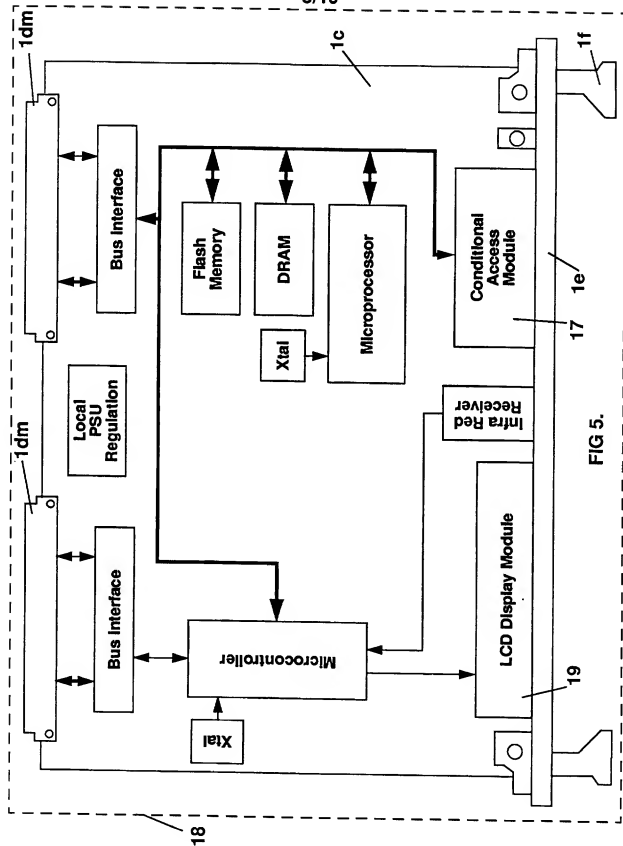 1dm
1dm
1c
Bus Interface
Local
PSU
Regulation
Bus Interface
Flash
Memory
DRAM
Xtal
Microprocessor
Microcontroller
Xtal
Infra Red
Receiver
Conditional
Access
Module
17
LCD Display Module
19
1e
1f
18
FIG 5.